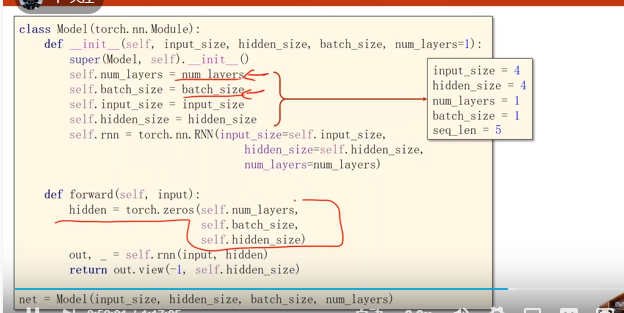 class Model(torch.nn.Module):
def __init__(self, input_size, hidden_size, batch_size, num_layers=1):
super(Model, self).__init__()
self.num_layers = num_layers
self.batch_size = batch_size
self.input_size = input_size
self.hidden_size = hidden_size
self.rnn = torch.nn.RNN(input_size=self.input_size,
hidden_size=self.hidden_size,
num_layers=num_layers)
input_size = 4
hidden_size = 4
num_layers = 1
batch_size = 1
seq_len = 5
def forward(self, input):
hidden = torch.zeros(self.num_layers,
self.batch_size,
self.hidden_size)
out, _ = self.rnn(input, hidden)
return out.view(-1, self.hidden_size)
net = Model(input_size, hidden_size, batch_size, num_layers)